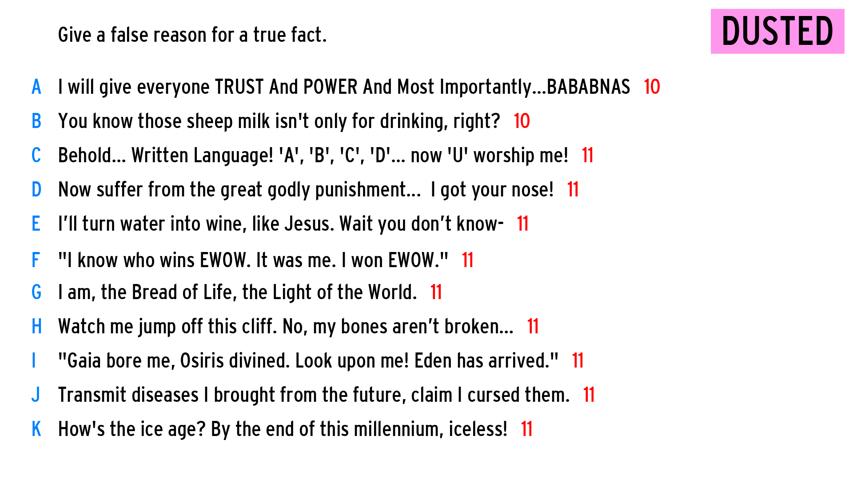 Give a false reason for a true fact.
DUSTED
A I will give everyone TRUST And POWER And Most Importantly...BABABNAS 10
B You know those sheep milk isn't only for drinking, right? 10
C Behold... Written Language! 'A', 'B', 'C', 'D'... now 'U' worship me! 11
D Now suffer from the great godly punishment... I got your nose! 11
E I’ll turn water into wine, like Jesus. Wait you don’t know- 11
F "I know who wins EWOW. It was me. I won EWOW." 11
G I am, the Bread of Life, the Light of the World. 11
H Watch me jump off this cliff. No, my bones aren’t broken... 11
I "Gaia bore me, Osiris divined. Look upon me! Eden has arrived." 11
J Transmit diseases I brought from the future, claim I cursed them. 11
K How's the ice age? By the end of this millennium, iceless! 11